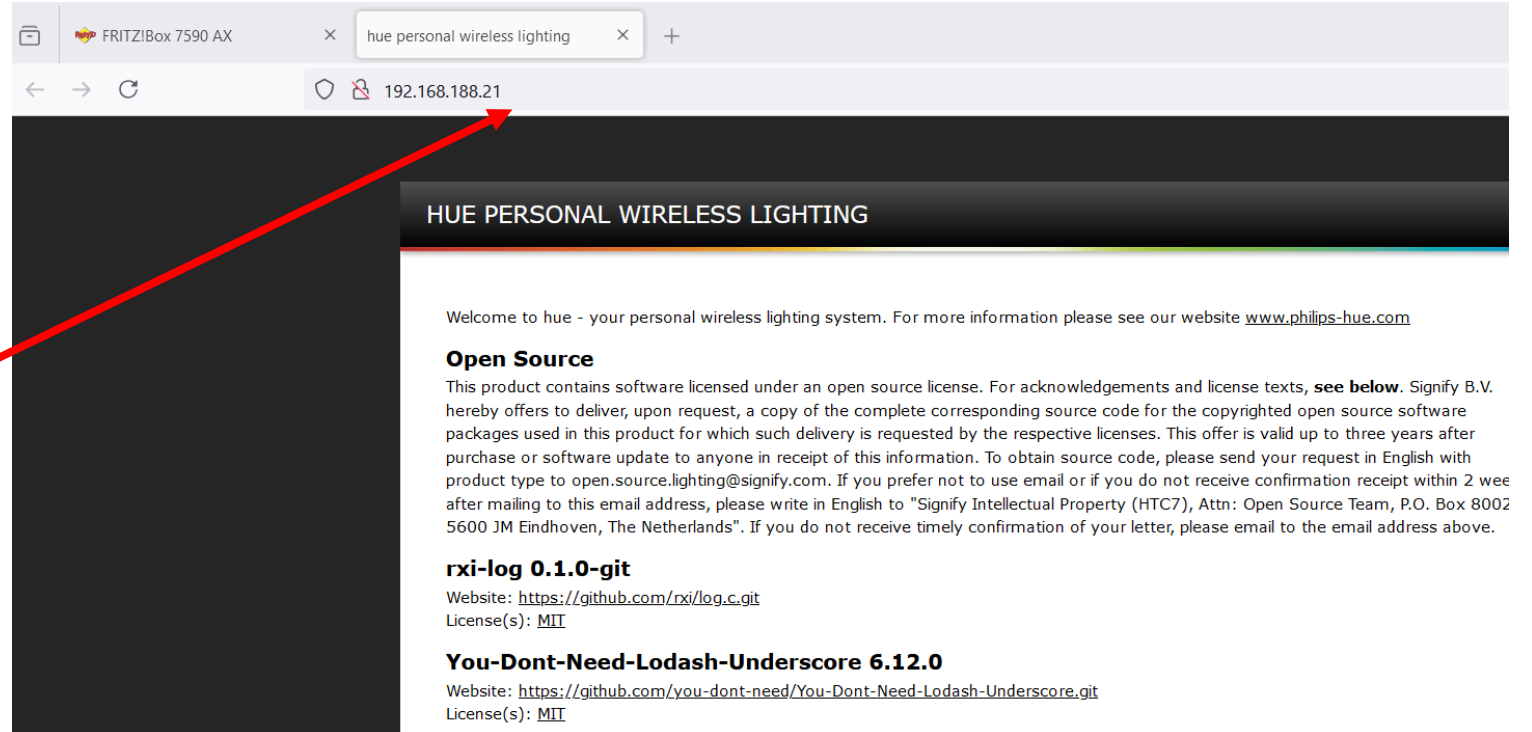 FRITZ!Box 7590 AX
hue personal wireless lighting
192.168.188.21
HUE PERSONAL WIRELESS LIGHTING
Welcome to hue - your personal wireless lighting system. For more information please see our website www.philips-hue.com
Open Source
This product contains software licensed under an open source license. For acknowledgements and license texts, see below. Signify B.V.
hereby offers to deliver, upon request, a copy of the complete corresponding source code for the copyrighted open source software
packages used in this product for which such delivery is requested by the respective licenses. This offer is valid up to three years after
purchase or software update to anyone in receipt of this information. To obtain source code, please send your request in English with
product type to open.source.lighting@signify.com. If you prefer not to use email or if you do not receive confirmation receipt within 2 wee
after mailing to this email address, please write in English to "Signify Intellectual Property (HTC7), Attn: Open Source Team, P.O. Box 8002
5600 JM Eindhoven, The Netherlands". If you do not receive timely confirmation of your letter, please email to the email address above.
rxi-log 0.1.0-git
Website: https://github.com/rxi/log.c.git
License(s): MIT
You-Dont-Need-Lodash-Underscore 6.12.0
Website: https://github.com/you-dont-need/You-Dont-Need-Lodash-Underscore.git
License(s): MIT